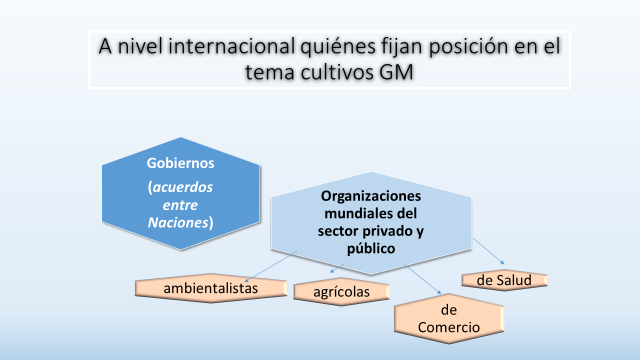 A nivel internacional quiénes fijan posición en el
tema cultivos GM
Gobiernos
(acuerdos
entre
Naciones)
Organizaciones
mundiales del
sector privado y
público
ambientalistas
agrícolas
de
Comercio
de Salud